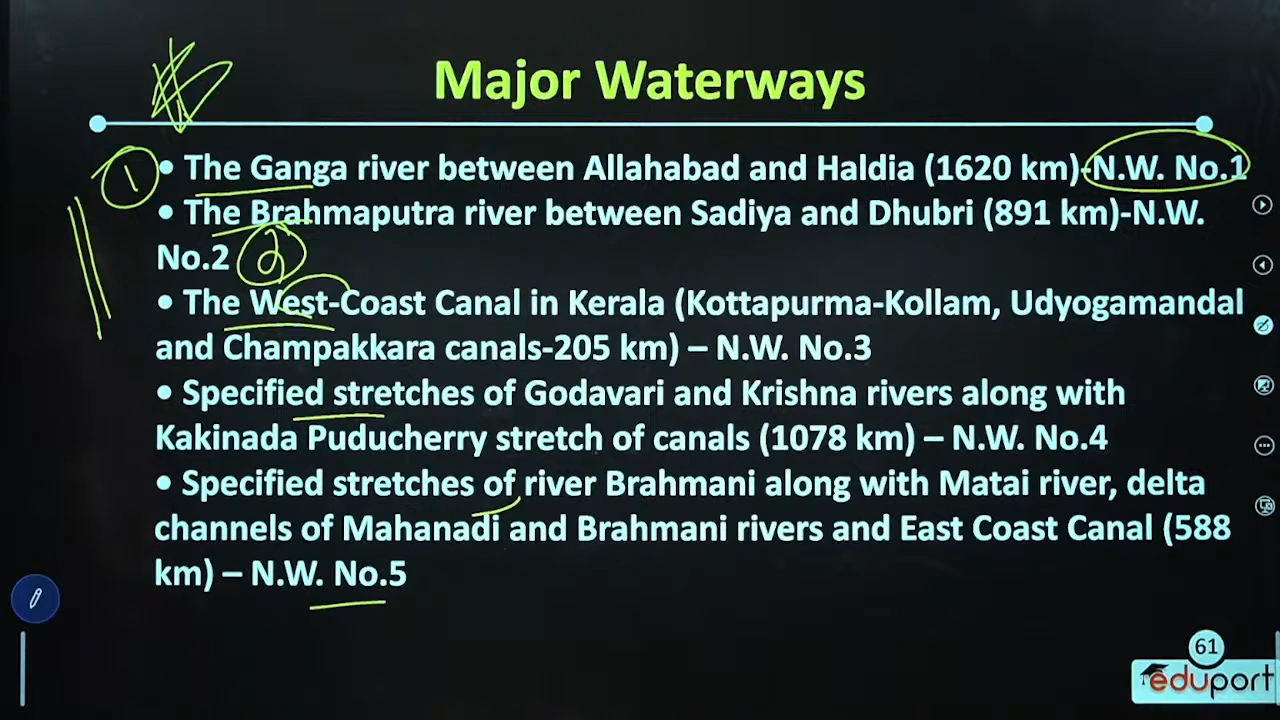 Major Waterways
1
• The Ganga river between Allahabad and Haldia (1620 km)-N.W. No.1
• The Brahmaputra river between Sadiya and Dhubri (891 km)-N.W.
No.2 2
• The West-Coast Canal in Kerala (Kottapurma-Kollam, Udyogamandal
and Champakkara canals-205 km) – N.W. No.3
• Specified stretches of Godavari and Krishna rivers along with
Kakinada Puducherry stretch of canals (1078 km) – N.W. No.4
• Specified stretches of river Brahmani along with Matai river, delta
channels of Mahanadi and Brahmani rivers and East Coast Canal (588
km) – N.W. No.5
61
eduport